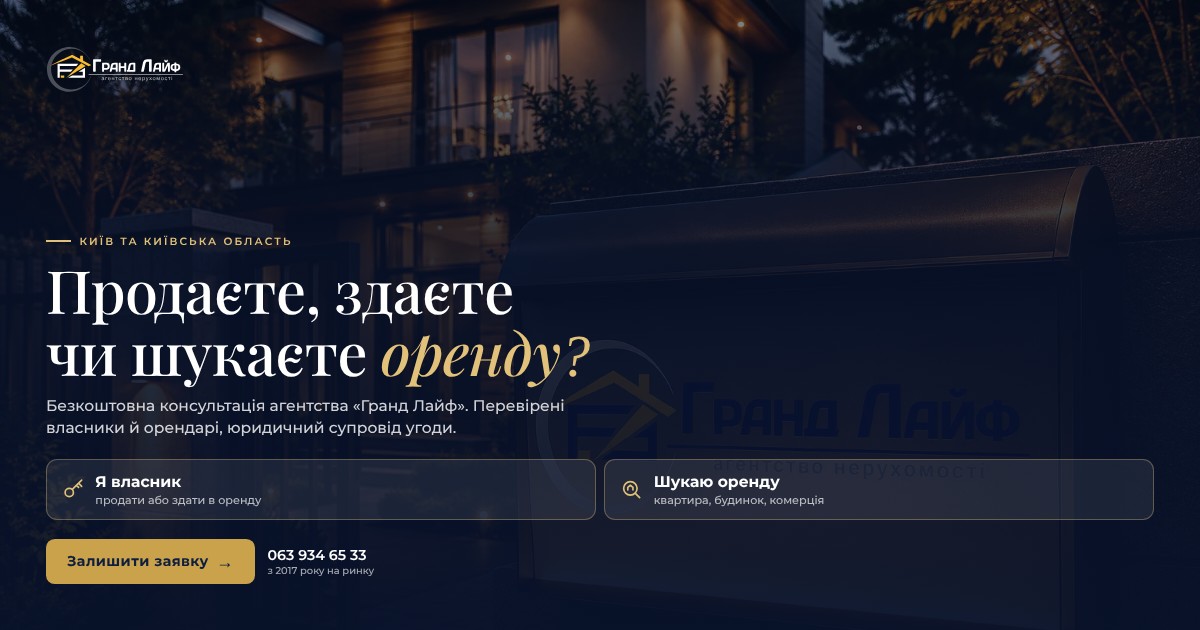 Гранд Лайф
агентство нерухомості
КИЇВ ТА КИЇВСЬКА ОБЛАСТЬ
Продаєте, здаєте
чи шукаєте оренду?
Безкоштовна консультація агентства «Гранд Лайф». Перевірені
власники й орендарі, юридичний супровід угоди.
Гранд Лайф
агентство нерухомості
Я власник
продати або здати в оренду
Шукаю оренду
квартира, будинок, комерція
Залишити заявку →
063 934 65 33
з 2017 року на ринку